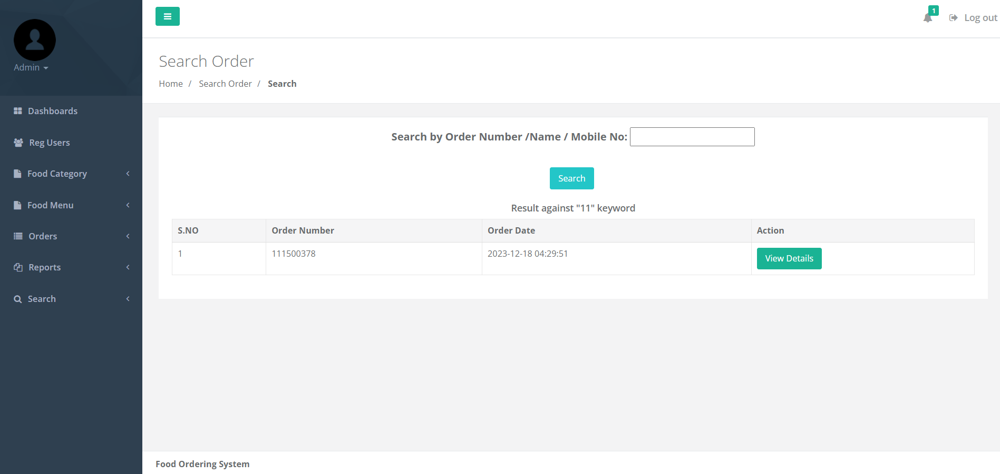 1
Log out
Admin
Search Order
Home / Search Order / Search
Dashboards
Reg Users
Food Category
Food Menu
Orders
Reports
Search
Search by Order Number /Name / Mobile No:
Search
Result against "11" keyword
S.NO Order Number Order Date Action
1 111500378 2023-12-18 04:29:51 View Details
Food Ordering System